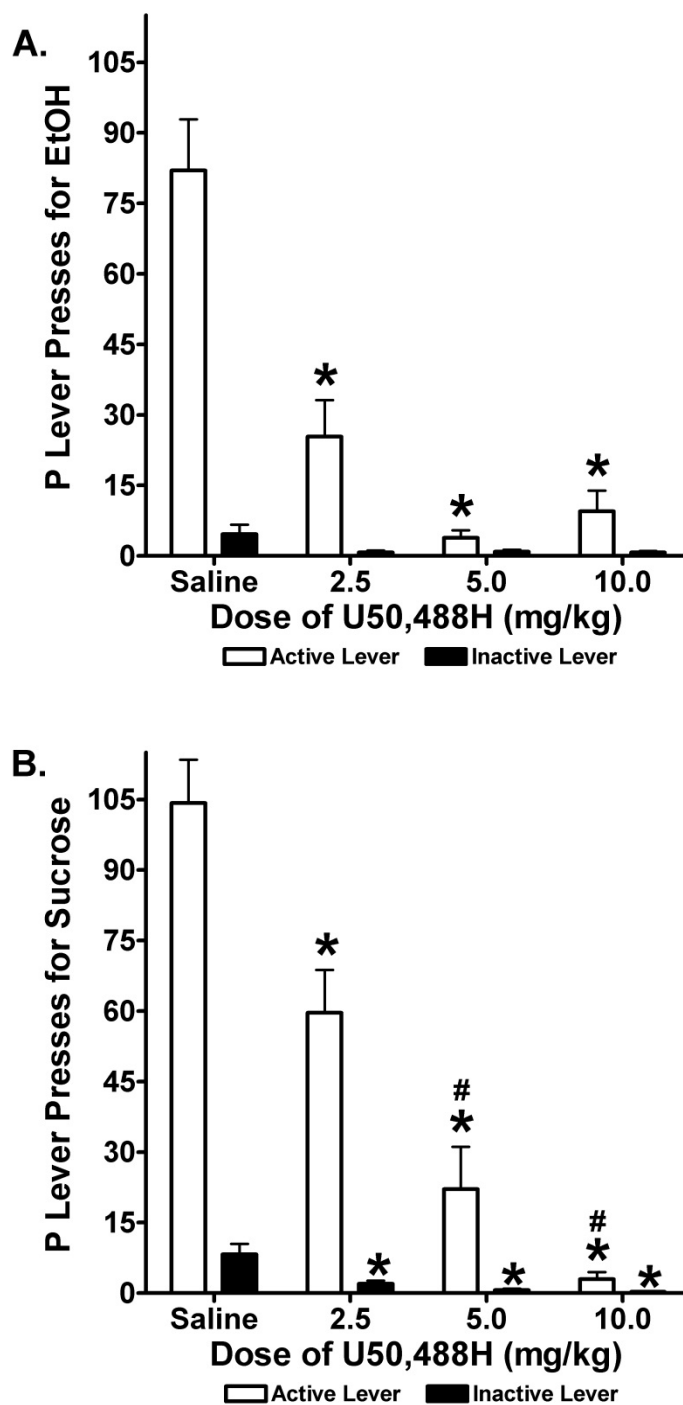 A.
P Lever Presses for EtOH
105
90
75
60
45
30
15
0
*
*
*
Saline 2.5 5.0 10.0
Dose of U50,488H (mg/kg)
Active Lever Inactive Lever
B.
P Lever Presses for Sucrose
105
90
75
60
45
30
15
0
*
#
*
#
*
* * *
Saline 2.5 5.0 10.0
Dose of U50,488H (mg/kg)
Active Lever Inactive Lever